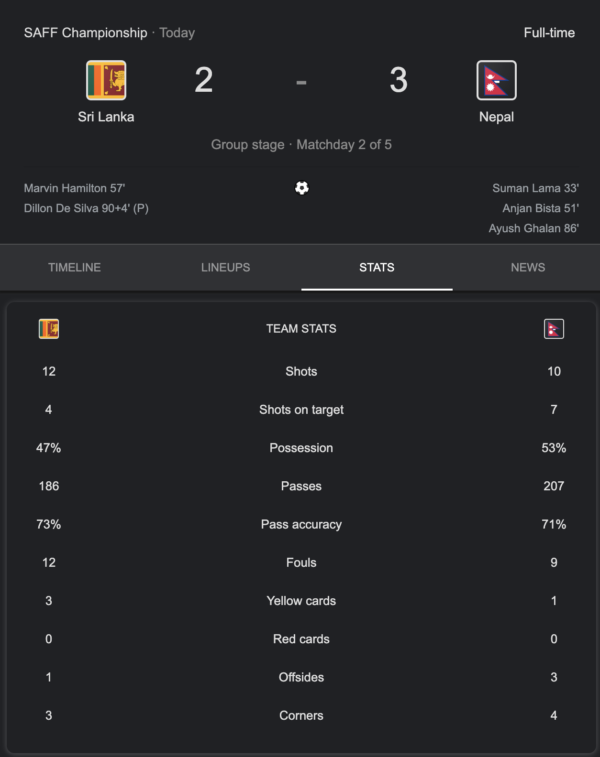 SAFF Championship · Today Full-time
2 - 3
Sri Lanka Nepal
Group stage · Matchday 2 of 5
Marvin Hamilton 57' Suman Lama 33'
Dillon De Silva 90+4' (P) Anjan Bista 51'
Ayush Ghalan 86'
TIMELINE LINEUPS STATS NEWS
TEAM STATS
12 Shots 10
4 Shots on target 7
47% Possession 53%
186 Passes 207
73% Pass accuracy 71%
12 Fouls 9
3 Yellow cards 1
0 Red cards 0
1 Offsides 3
3 Corners 4